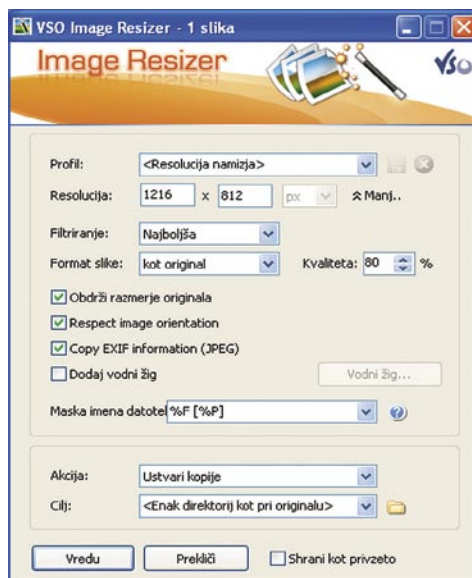 VSO Image Resizer - 1 slika
Image Resizer
VSO
Profil: <Resolucija namizja>
Resolucija: 1216 x 812 px Manj..
Filtriranje: Najboljša
Format slike: kot original Kvaliteta: 80 %
Obdrži razmerje originala
Respect image orientation
Copy EXIF information (JPEG)
Dodaj vodni žig Vodni žig...
Maska imena datotel %F [%P]
Akcija: Ustvari kopije
Cilj: <Enak direktorij kot pri originalu>
Vredu Prekliči Shrani kot privzeto